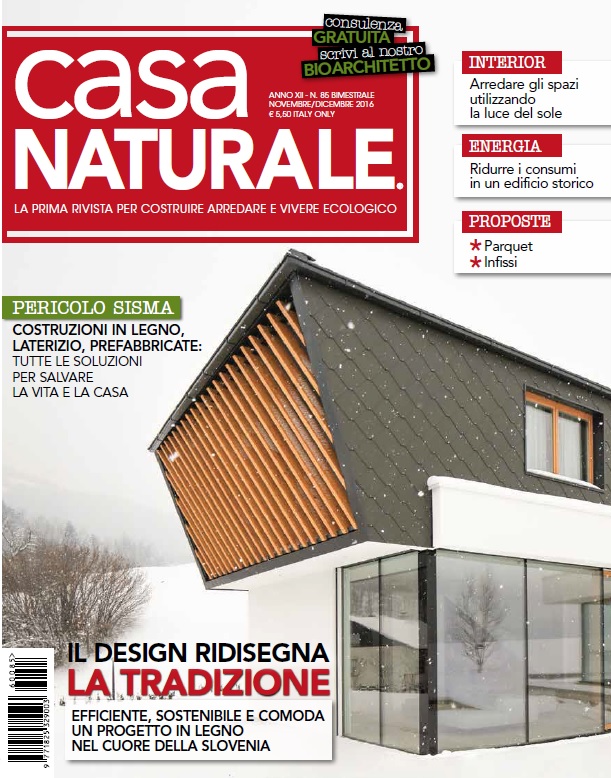 consulenza
GRATUITA
scrivi al nostro
BIOARCHITETTO
casa
NATURALE.
ANNO XII - N. 85 BIMESTRALE
NOVEMBRE/DICEMBRE 2016
€ 5,50 ITALY ONLY
LA PRIMA RIVISTA PER COSTRUIRE ARREDARE E VIVERE ECOLOGICO
INTERIOR
Arredare gli spazi
utilizzando
la luce del sole
ENERGIA
Ridurre i consumi
in un edificio storico
PROPOSTE
* Parquet
* Infissi
PERICOLO SISMA
COSTRUZIONI IN LEGNO,
LATERIZIO, PREFABBRICATE:
TUTTE LE SOLUZIONI
PER SALVARE
LA VITA E LA CASA
IL DESIGN RIDISEGNA
LA TRADIZIONE
EFFICIENTE, SOSTENIBILE E COMODA
UN PROGETTO IN LEGNO
NEL CUORE DELLA SLOVENIA
60085>
9 771825 329003